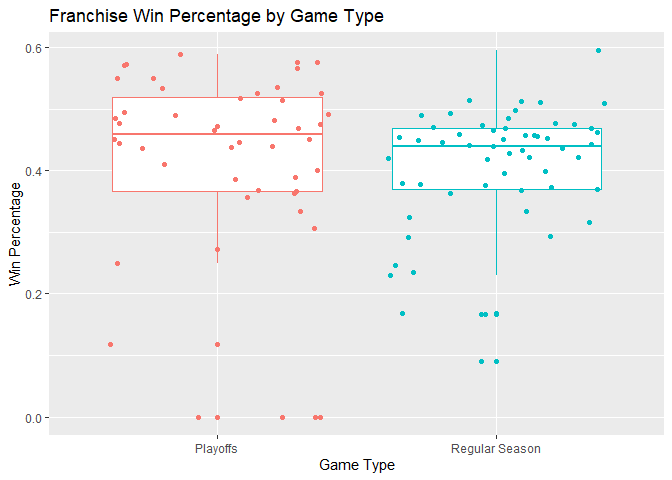 Franchise Win Percentage by Game Type
0.6
0.4
0.2
0.0
Win Percentage
Playoffs
Regular Season
Game Type